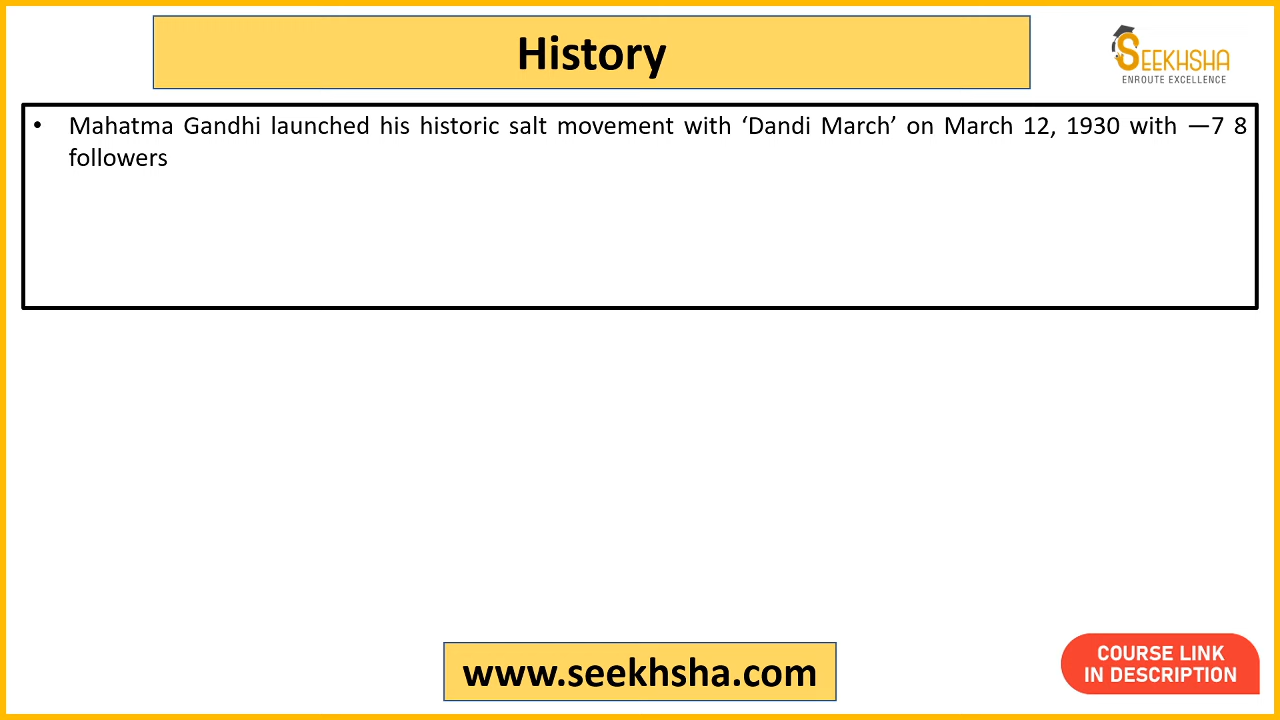 History
SEEKHSHA
ENROUTE EXCELLENCE
• Mahatma Gandhi launched his historic salt movement with ‘Dandi March’ on March 12, 1930 with —7 8
followers
www.seekhsha.com
COURSE LINK
IN DESCRIPTION